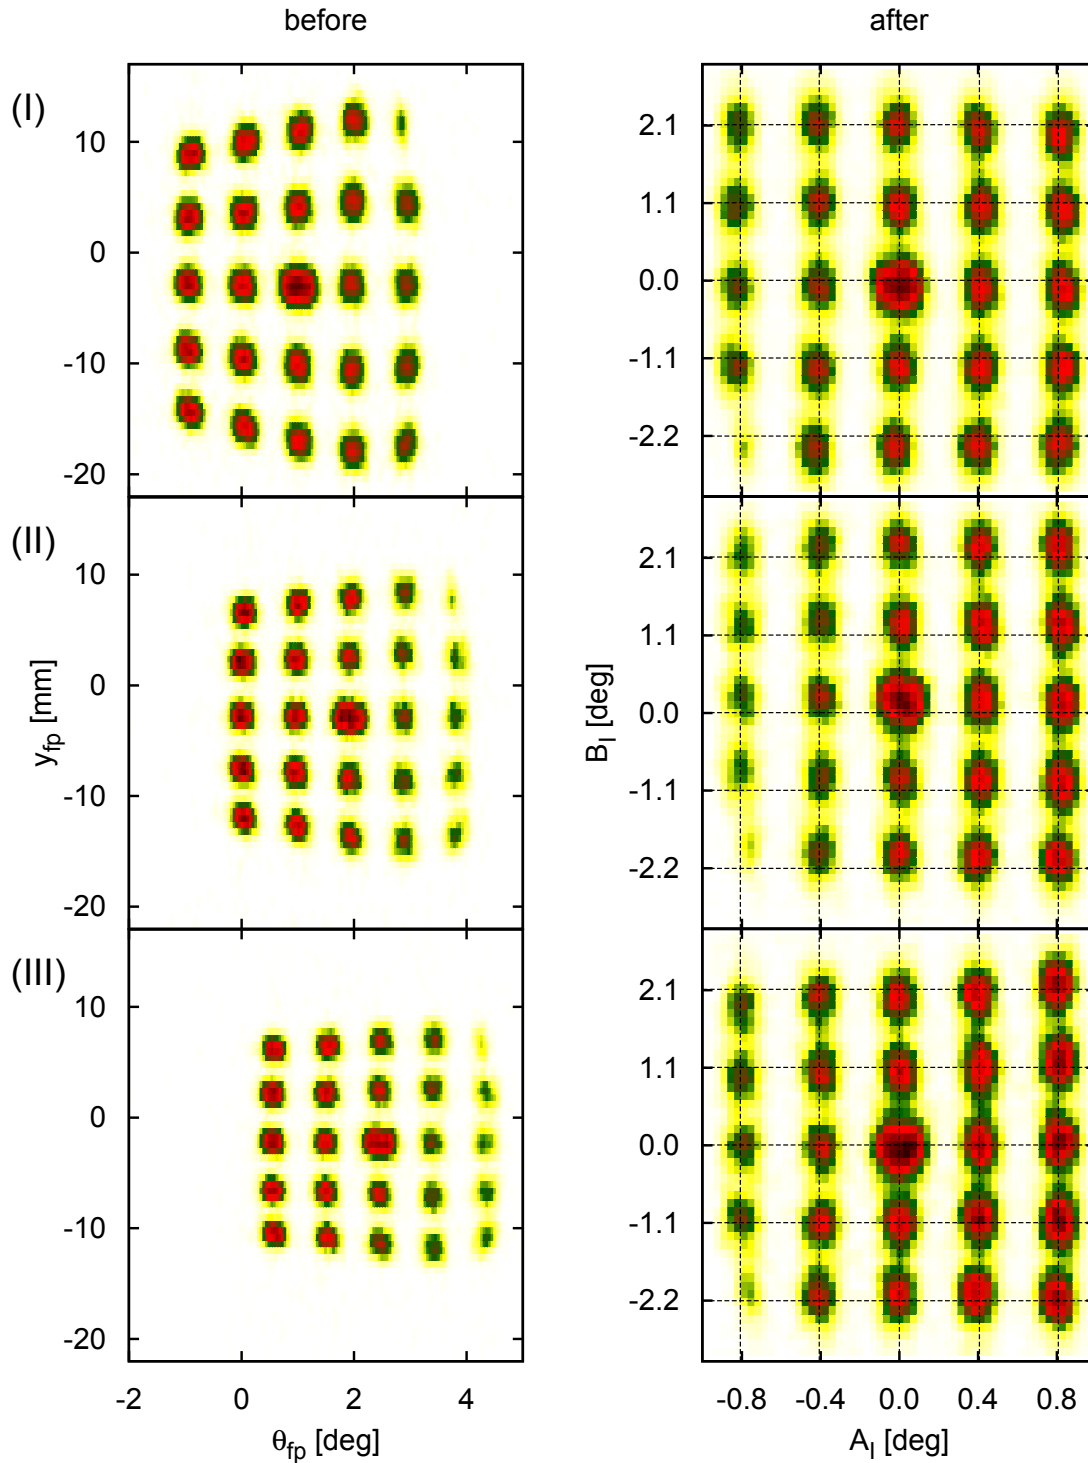 before after
(I)
10
0
-10
-20
2.1
1.1
0.0
-1.1
-2.2
(II)
10
0
-10
-20
y_fp [mm]
2.1
1.1
0.0
-1.1
-2.2
B_l [deg]
(III)
10
0
-10
-20
2.1
1.1
0.0
-1.1
-2.2
-2 0 2 4
-0.8 -0.4 0.0 0.4 0.8
θ_fp [deg]
A_l [deg]